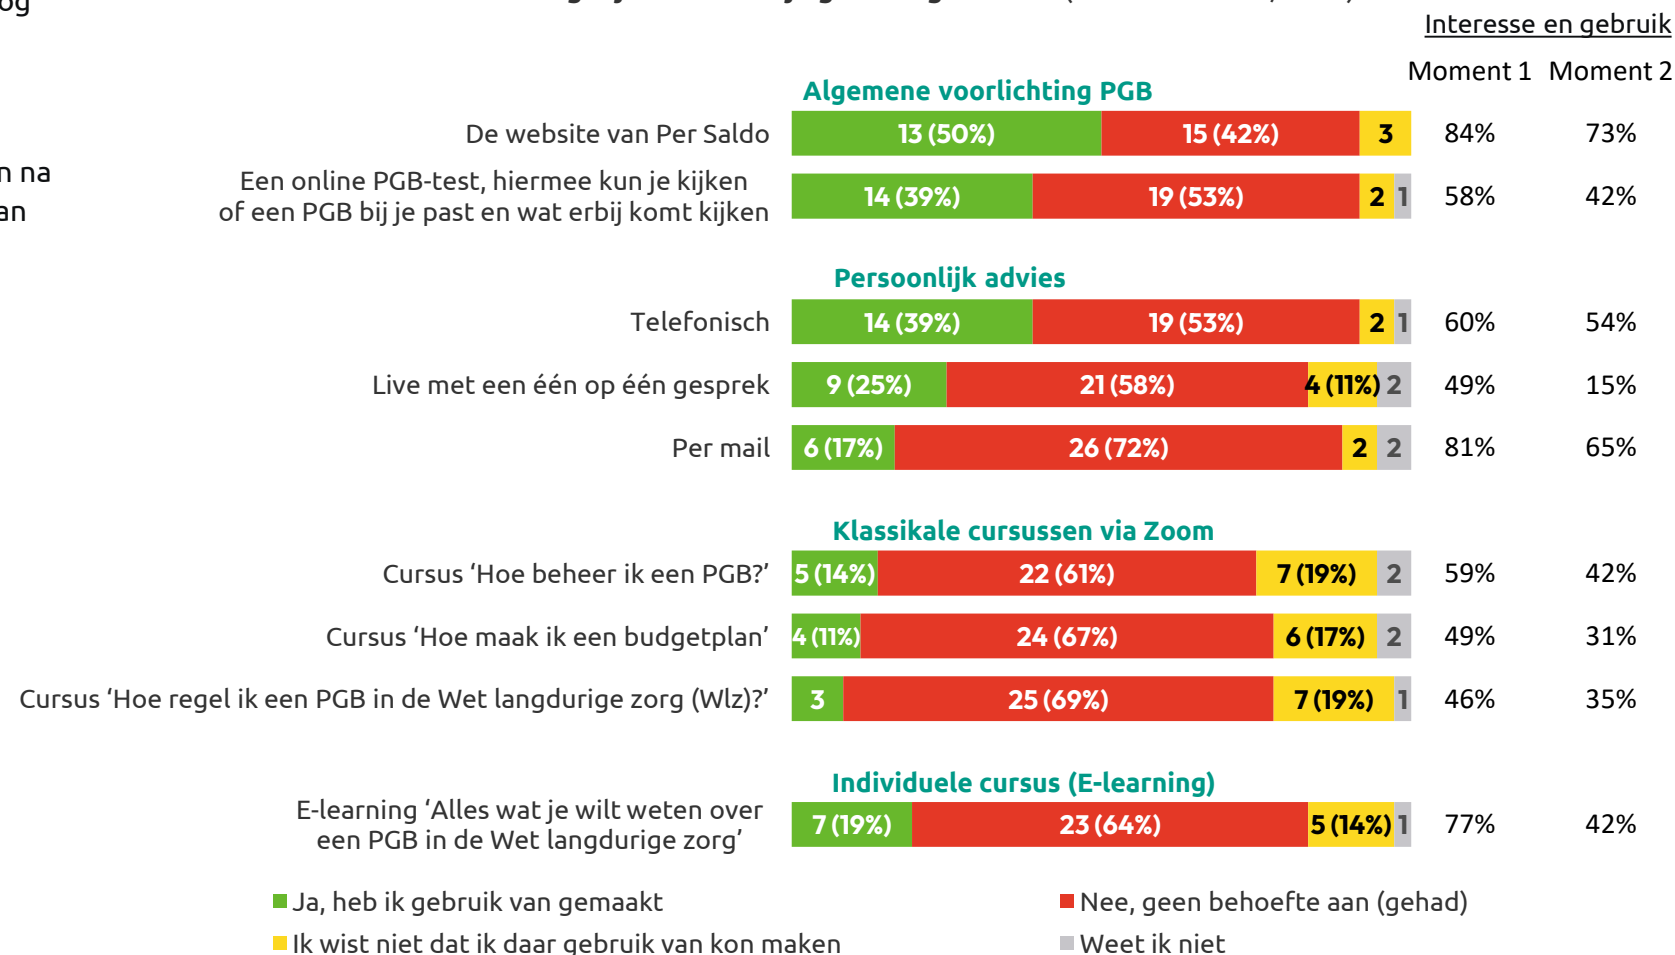 og
Interesse en gebruik
Moment 1 Moment 2
Algemene voorlichting PGB
De website van Per Saldo 13 (50%) 15 (42%) 3 84% 73%
n na
an
Een online PGB-test, hiermee kun je kijken
of een PGB bij je past en wat erbij komt kijken
14 (39%) 19 (53%) 2 1 58% 42%
Persoonlijk advies
Telefonisch 14 (39%) 19 (53%) 2 1 60% 54%
Live met een één op één gesprek 9 (25%) 21 (58%) 4 (11%) 2 49% 15%
Per mail 6 (17%) 26 (72%) 2 2 81% 65%
Klassikale cursussen via Zoom
Cursus ‘Hoe beheer ik een PGB?’ 5 (14%) 22 (61%) 7 (19%) 2 59% 42%
Cursus ‘Hoe maak ik een budgetplan’ 4 (11%) 24 (67%) 6 (17%) 2 49% 31%
Cursus ‘Hoe regel ik een PGB in de Wet langdurige zorg (Wlz)?’ 3 25 (69%) 7 (19%) 1 46% 35%
Individuele cursus (E-learning)
E-learning ‘Alles wat je wilt weten over
een PGB in de Wet langdurige zorg’
7 (19%) 23 (64%) 5 (14%) 1 77% 42%
Ja, heb ik gebruik van gemaakt
Nee, geen behoefte aan (gehad)
Ik wist niet dat ik daar gebruik van kon maken
Weet ik niet